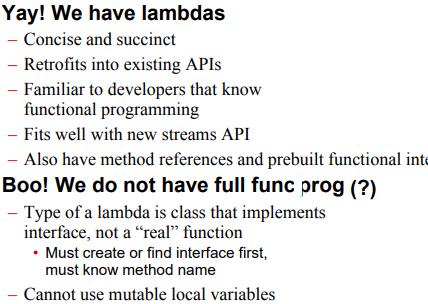 Yay! We have lambdas
– Concise and succinct
– Retrofits into existing APIs
– Familiar to developers that know
functional programming
– Fits well with new streams API
– Also have method references and prebuilt functional inte
Boo! We do not have full func prog (?)
– Type of a lambda is class that implements
interface, not a “real” function
• Must create or find interface first,
must know method name
– Cannot use mutable local variables